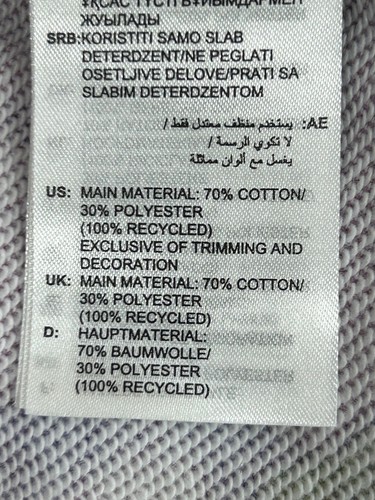 ҰҚСАС ТҮСТІ
ЖУЫЛАДЫ
SRB:KORISTITI SAMO SLAB
DETERDZENT/NE PEGLATI
OSETLJIVE DELOVE/PRATI SA
SLABIM DETERDZENTOM
AE: يستخدم منظف معتدل فقط /
لا تكوي الرسمة /
يغسل مع ألوان مماثلة
US: MAIN MATERIAL: 70% COTTON/
30% POLYESTER
(100% RECYCLED)
EXCLUSIVE OF TRIMMING AND
DECORATION
UK: MAIN MATERIAL: 70% COTTON/
30% POLYESTER
(100% RECYCLED)
D: HAUPTMATERIAL:
70% BAUMWOLLE/
30% POLYESTER
(100% RECYCLED)